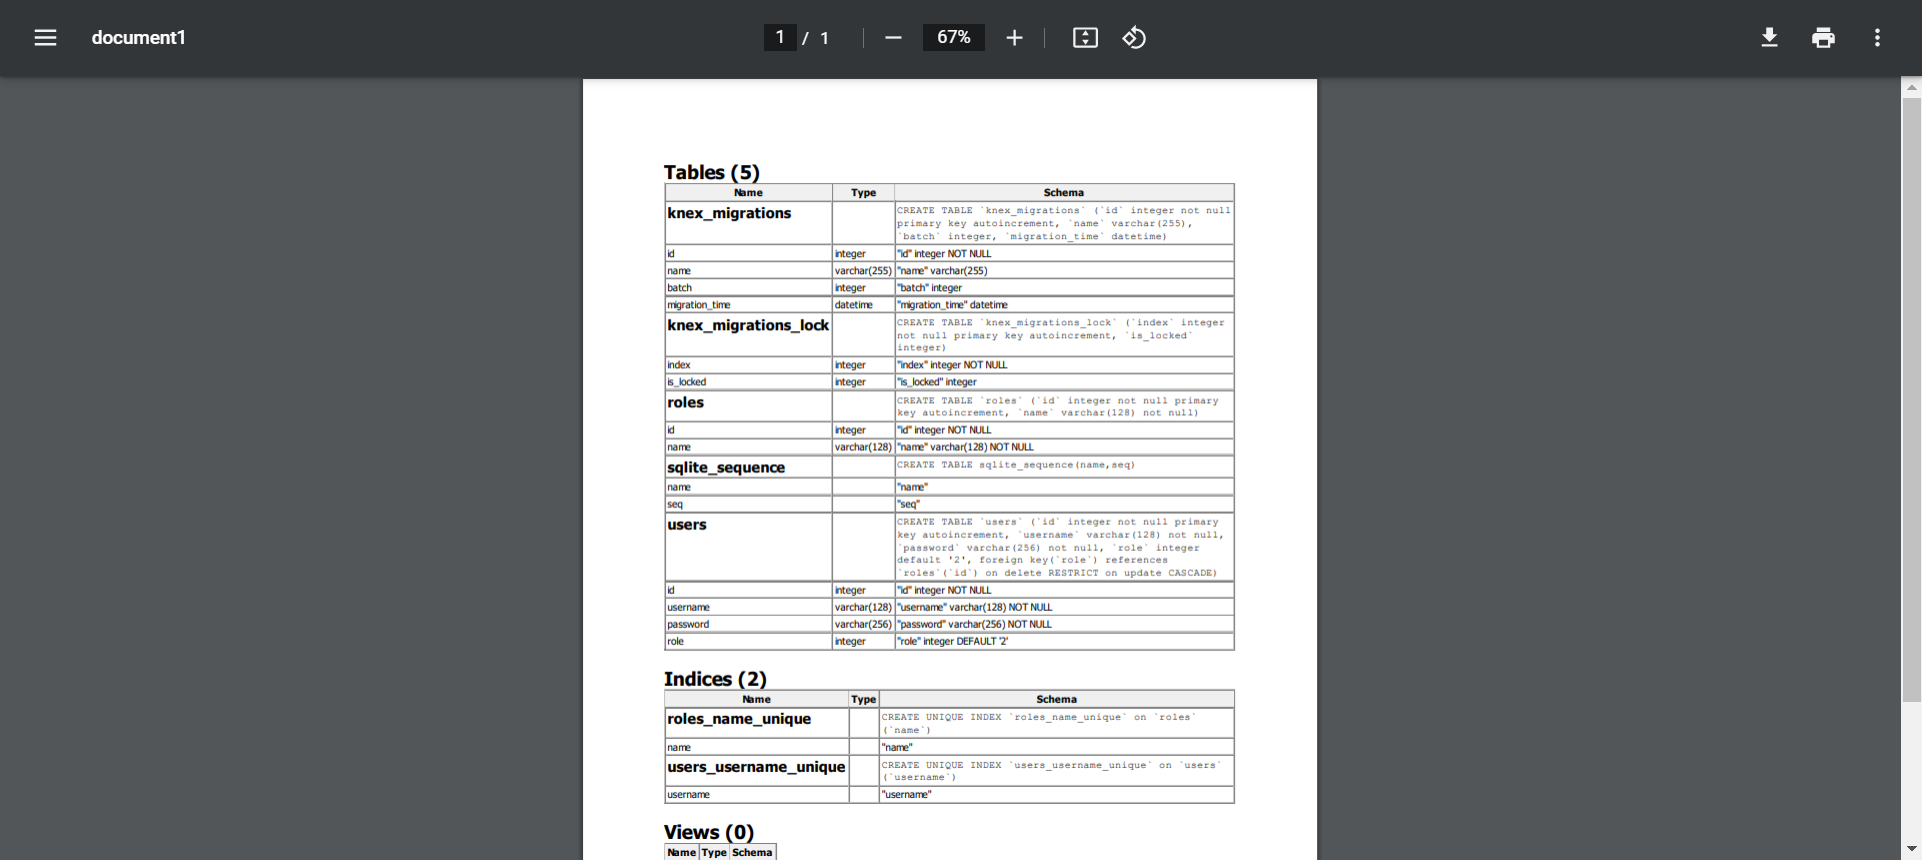 document1
1 / 1
67%
Tables (5)
Name Type Schema
knex_migrations CREATE TABLE `knex_migrations` (`id` integer not null
primary key autoincrement, `name` varchar(255),
`batch` integer, `migration_time` datetime)
id integer "id" integer NOT NULL
name varchar(255) "name" varchar(255)
batch integer "batch" integer
migration_time datetime "migration_time" datetime
knex_migrations_lock CREATE TABLE `knex_migrations_lock` (`index` integer
not null primary key autoincrement, `is_locked`
integer)
index integer "index" integer NOT NULL
is_locked integer "is_locked" integer
roles CREATE TABLE `roles` (`id` integer not null primary
key autoincrement, `name` varchar(128) not null)
id integer "id" integer NOT NULL
name varchar(128) "name" varchar(128) NOT NULL
sqlite_sequence CREATE TABLE sqlite_sequence(name,seq)
name "name"
seq "seq"
users CREATE TABLE `users` (`id` integer not null primary
key autoincrement, `username` varchar(128) not null,
`password` varchar(256) not null, `role` integer
default '2', foreign key(`role`) references
`roles`(`id`) on delete RESTRICT on update CASCADE)
id integer "id" integer NOT NULL
username varchar(128) "username" varchar(128) NOT NULL
password varchar(256) "password" varchar(256) NOT NULL
role integer "role" integer DEFAULT '2'
Indices (2)
Name Type Schema
roles_name_unique CREATE UNIQUE INDEX `roles_name_unique` on `roles`
(`name`)
name "name"
users_username_unique CREATE UNIQUE INDEX `users_username_unique` on `users`
(`username`)
username "username"
Views (0)
Name Type Schema